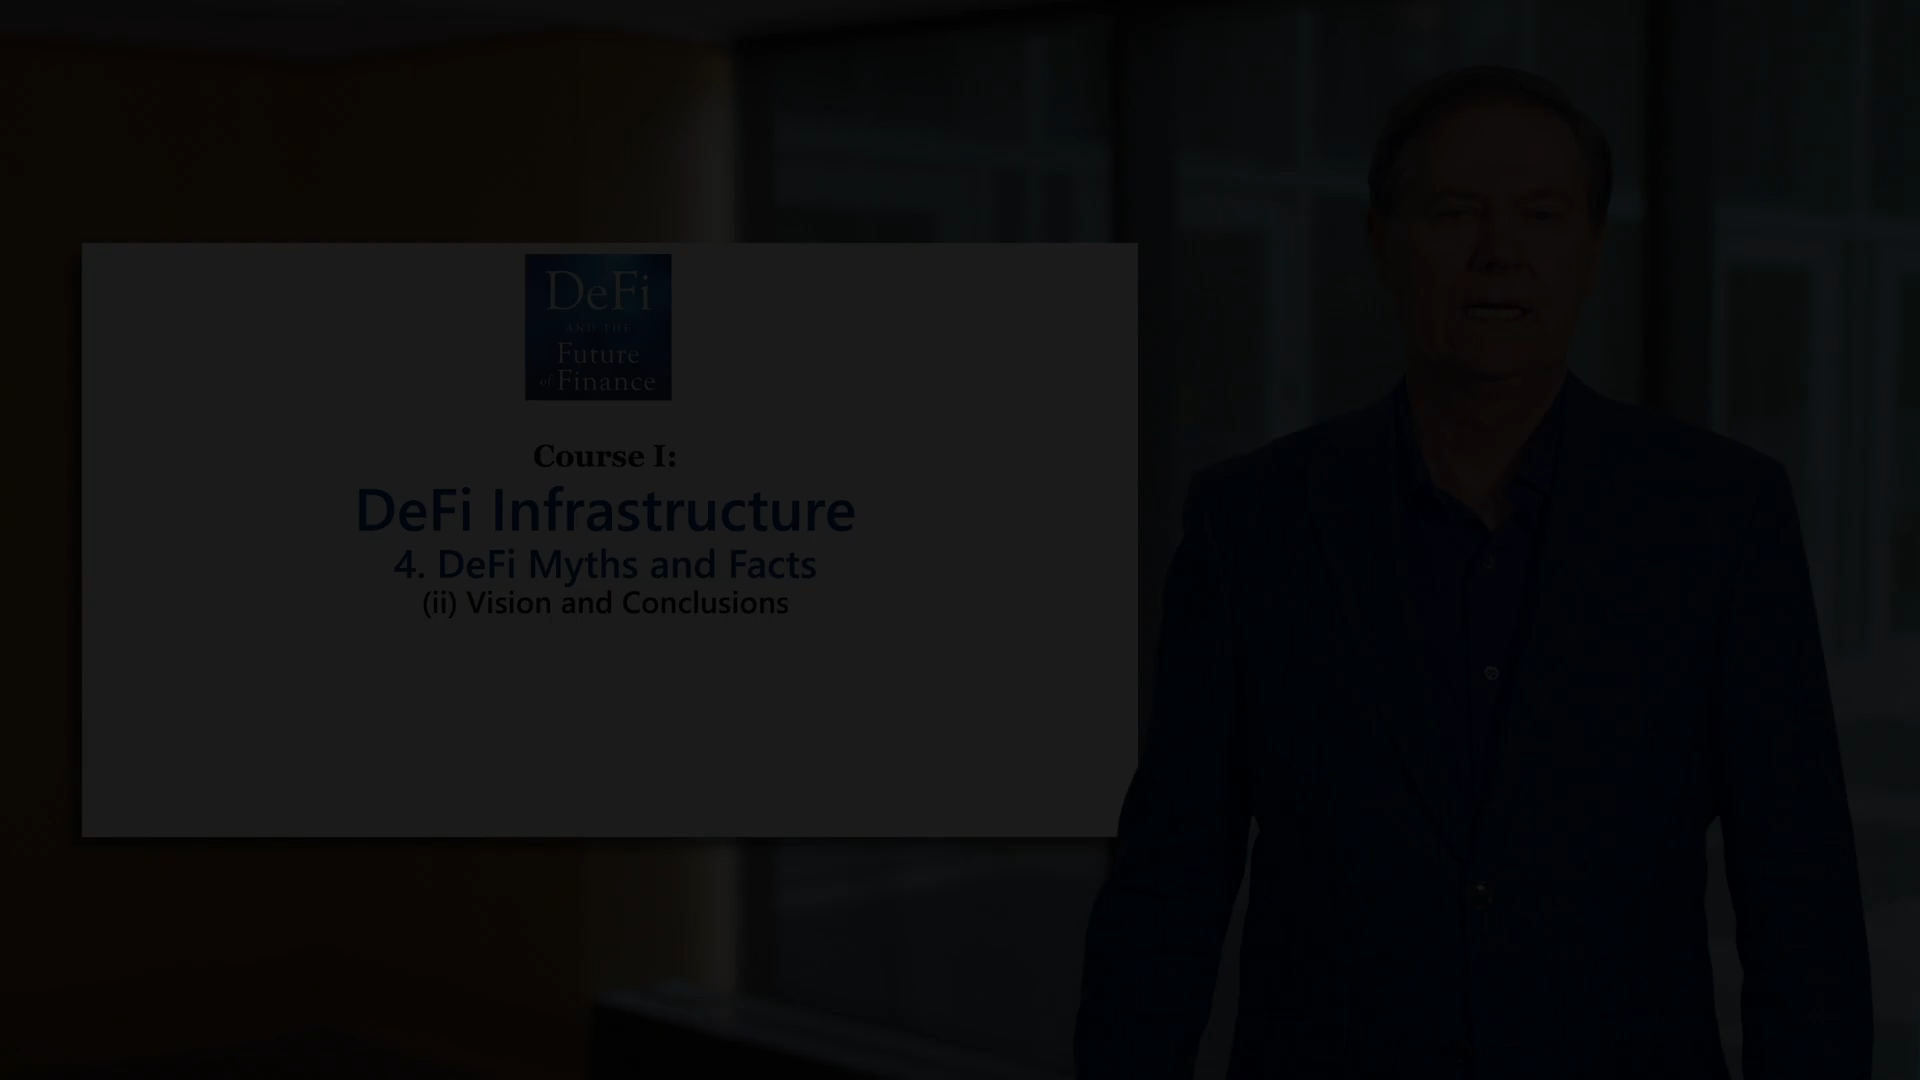 DeFi
AND THE
Future
of Finance
Course I:
DeFi Infrastructure
4. DeFi Myths and Facts
(ii) Vision and Conclusions